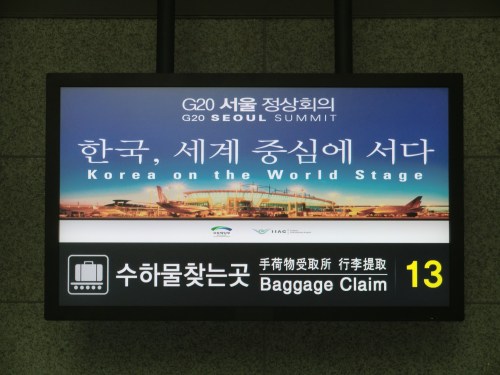 G20 서울 정상회의
G20 SEOUL SUMMIT
한국, 세계 중심에 서다
Korea on the World Stage
IIAC
수하물찾는곳
手荷物受取所 行李提取
Baggage Claim
13